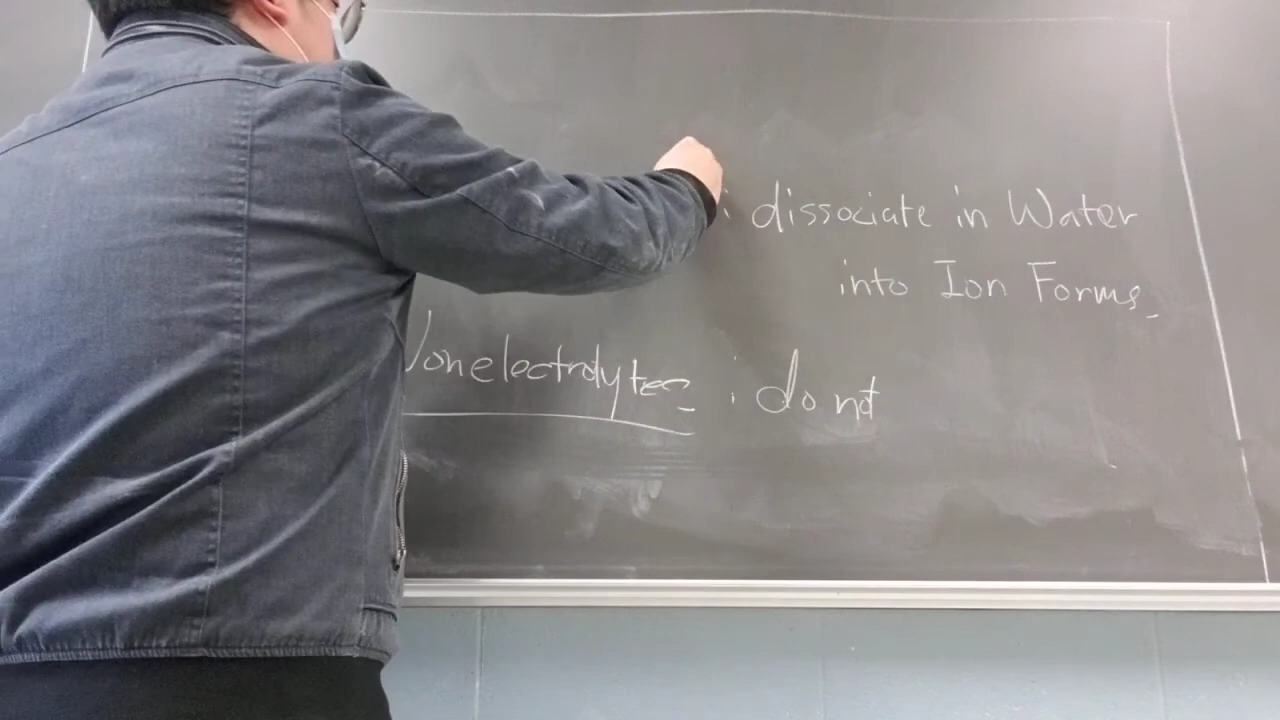 : dissociate in Water
into Ion Forms
Nonelectrolytes : do not